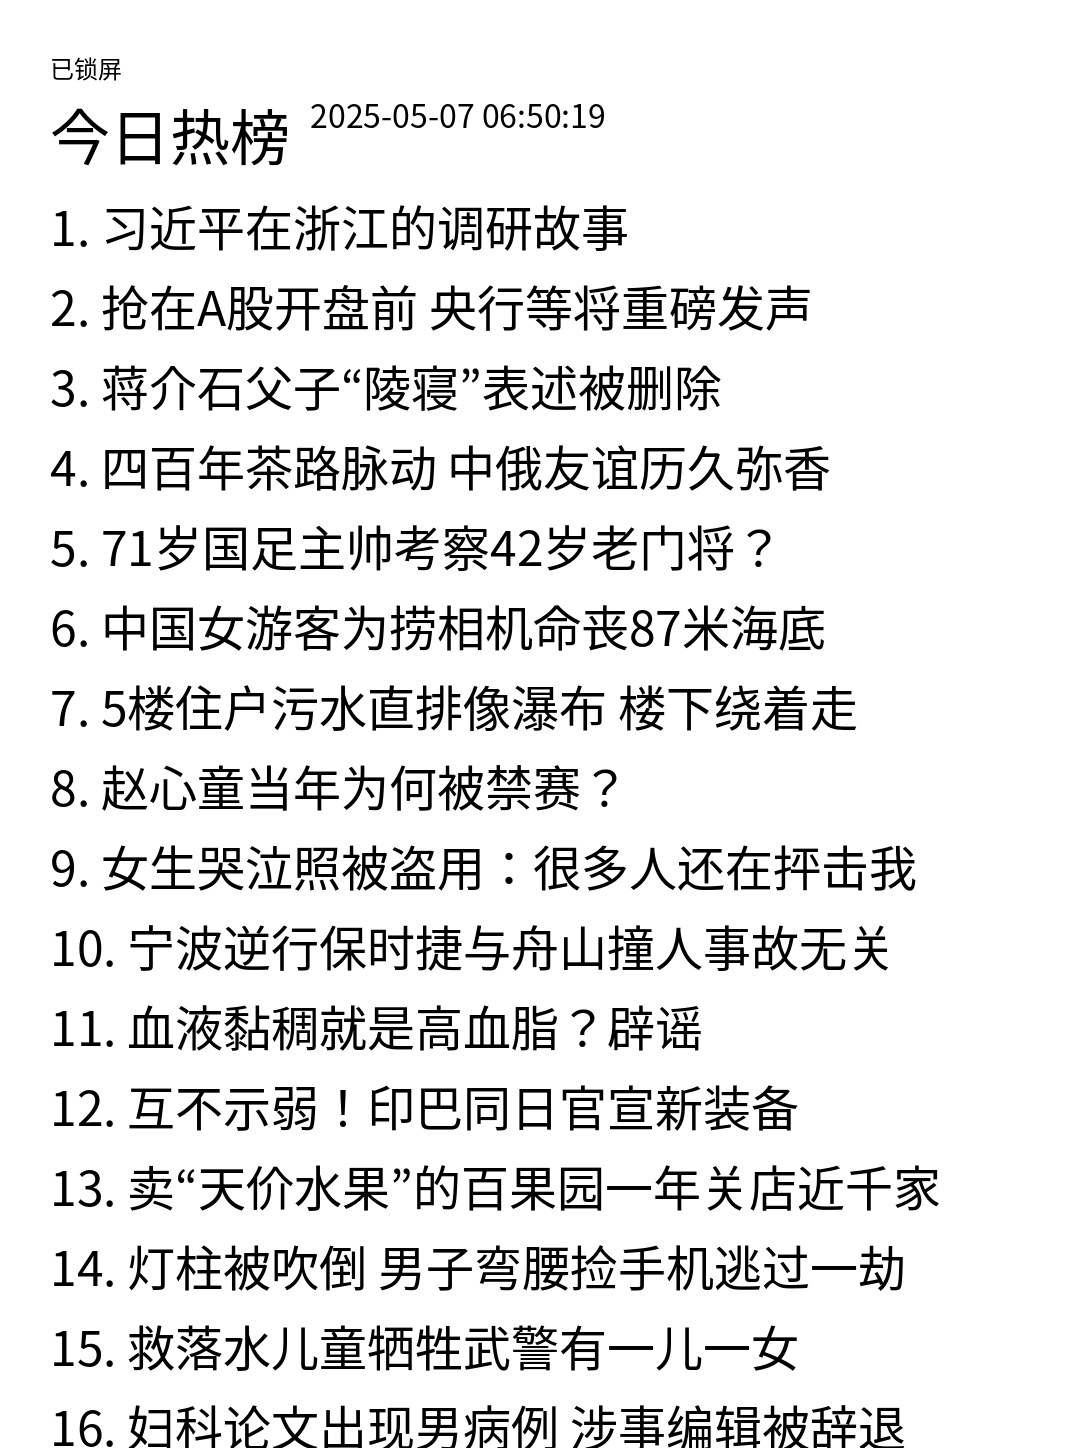 已锁屏
今日热榜 2025-05-07 06:50:19
1. 习近平在浙江的调研故事
2. 抢在A股开盘前 央行等将重磅发声
3. 蒋介石父子“陵寝”表述被删除
4. 四百年茶路脉动 中俄友谊历久弥香
5. 71岁国足主帅考察42岁老门将？
6. 中国女游客为捞相机命丧87米海底
7. 5楼住户污水直排像瀑布 楼下绕着走
8. 赵心童当年为何被禁赛？
9. 女生哭泣照被盗用：很多人还在抨击我
10. 宁波逆行保时捷与舟山撞人事故无关
11. 血液黏稠就是高血脂？辟谣
12. 互不示弱！印巴同日官宣新装备
13. 卖“天价水果”的百果园一年关店近千家
14. 灯柱被吹倒 男子弯腰捡手机逃过一劫
15. 救落水儿童牺牲武警有一儿一女
16. 妇科论文出现男病例 涉事编辑被辞退